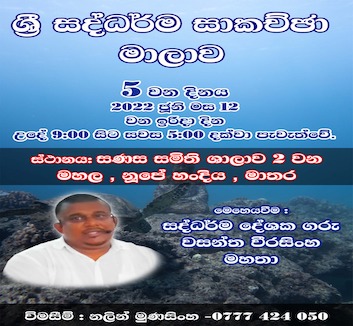 ශ්‍රී සද්ධර්ම සාකච්ඡා
මාලාව
5 වන දිනය
2022 ජූනි මස 12
වන ඉරිදා දින
උදේ 9:00 සිට සවස 5:00 දක්වා පැවැත්වේ.
ස්ථානය: සණස සමිති ශාලාව 2 වන
මහල , නූපේ හංදිය , මාතර
මෙහෙයවීම :
සද්ධර්ම දේශක ගරු
වසන්ත වීරසිංහ
මහතා
විමසීම් : නලින් මුණසිංහ -0777 424 050